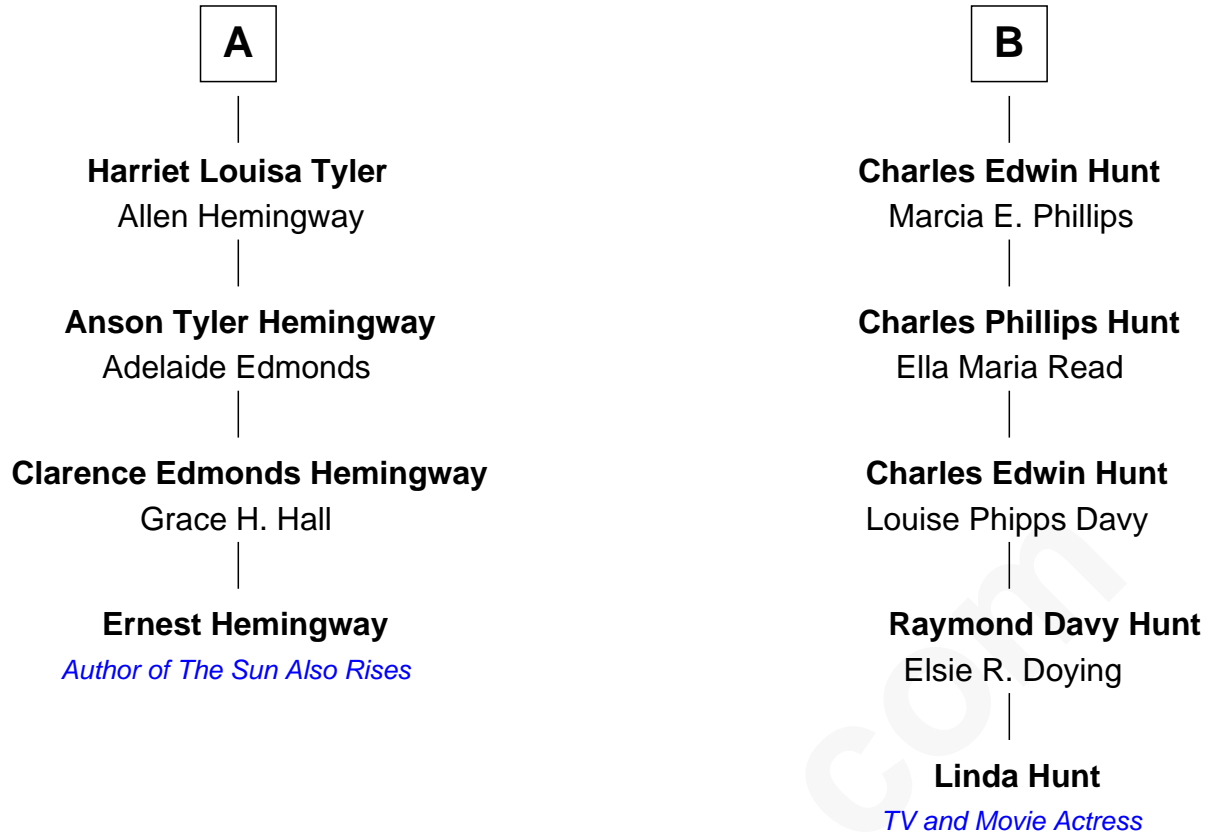 A
Harriet Louisa Tyler
Allen Hemingway
Anson Tyler Hemingway
Adelaide Edmonds
Clarence Edmonds Hemingway
Grace H. Hall
Ernest Hemingway
Author of The Sun Also Rises
B
Charles Edwin Hunt
Marcia E. Phillips
Charles Phillips Hunt
Ella Maria Read
Charles Edwin Hunt
Louise Phipps Davy
Raymond Davy Hunt
Elsie R. Doying
Linda Hunt
TV and Movie Actress
com